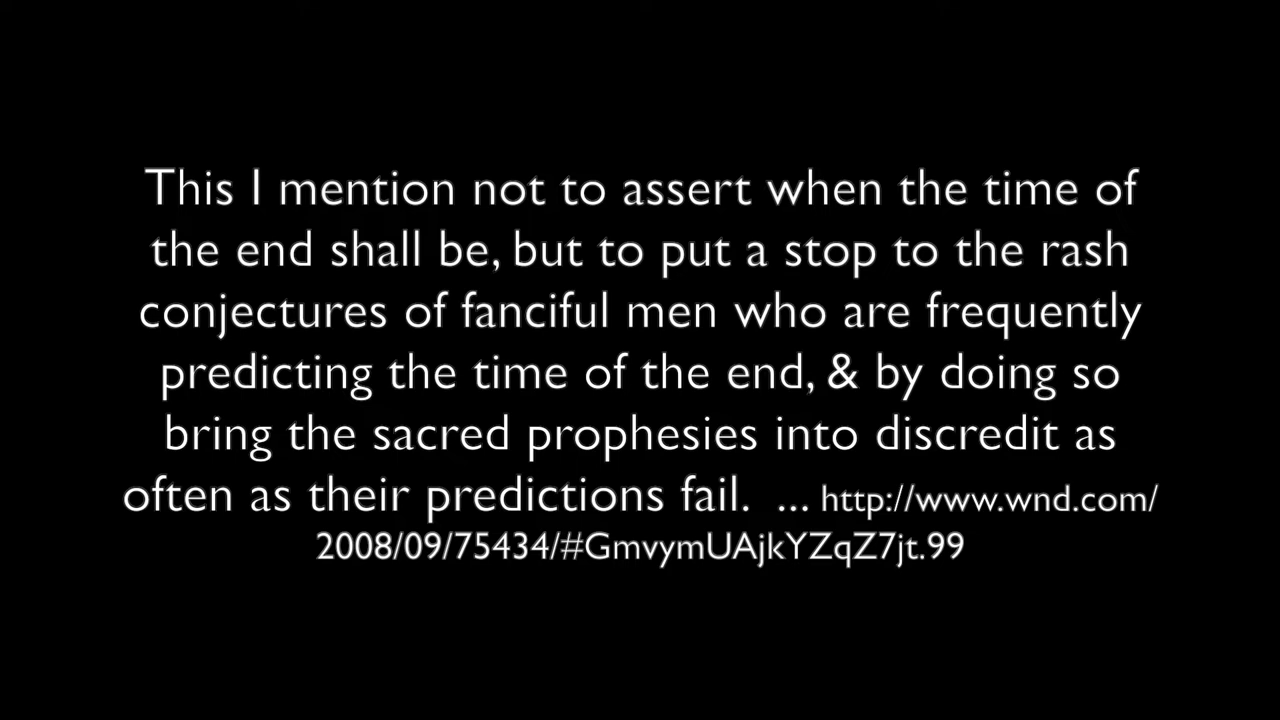 This I mention not to assert when the time of
the end shall be, but to put a stop to the rash
conjectures of fanciful men who are frequently
predicting the time of the end, & by doing so
bring the sacred prophesies into discredit as
often as their predictions fail.  ... http://www.wnd.com/
2008/09/75434/#GmvymUAjkYZqZ7jt.99